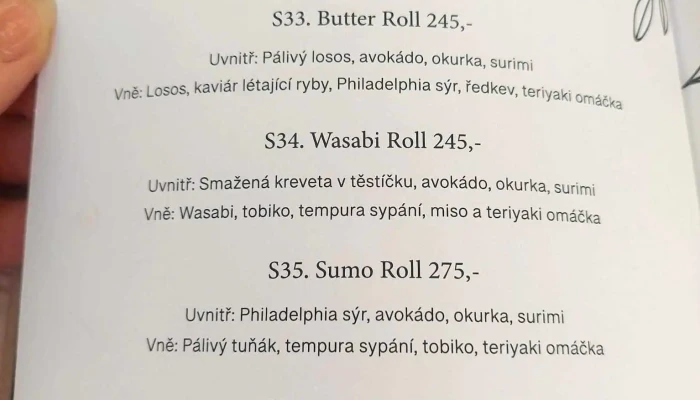 S33. Butter Roll 245,-
Uvnitř: Pálivý losos, avokádo, okurka, surimi
Vně: Losos, kaviár létající ryby, Philadelphia sýr, ředkev, teriyaki omáčka
S34. Wasabi Roll 245,-
Uvnitř: Smažená kreveta v těstíčku, avokádo, okurka, surimi
Vně: Wasabi, tobiko, tempura sypání, miso a teriyaki omáčka
S35. Sumo Roll 275,-
Uvnitř: Philadelphia sýr, avokádo, okurka, surimi
Vně: Pálivý tuňák, tempura sypání, tobiko, teriyaki omáčka